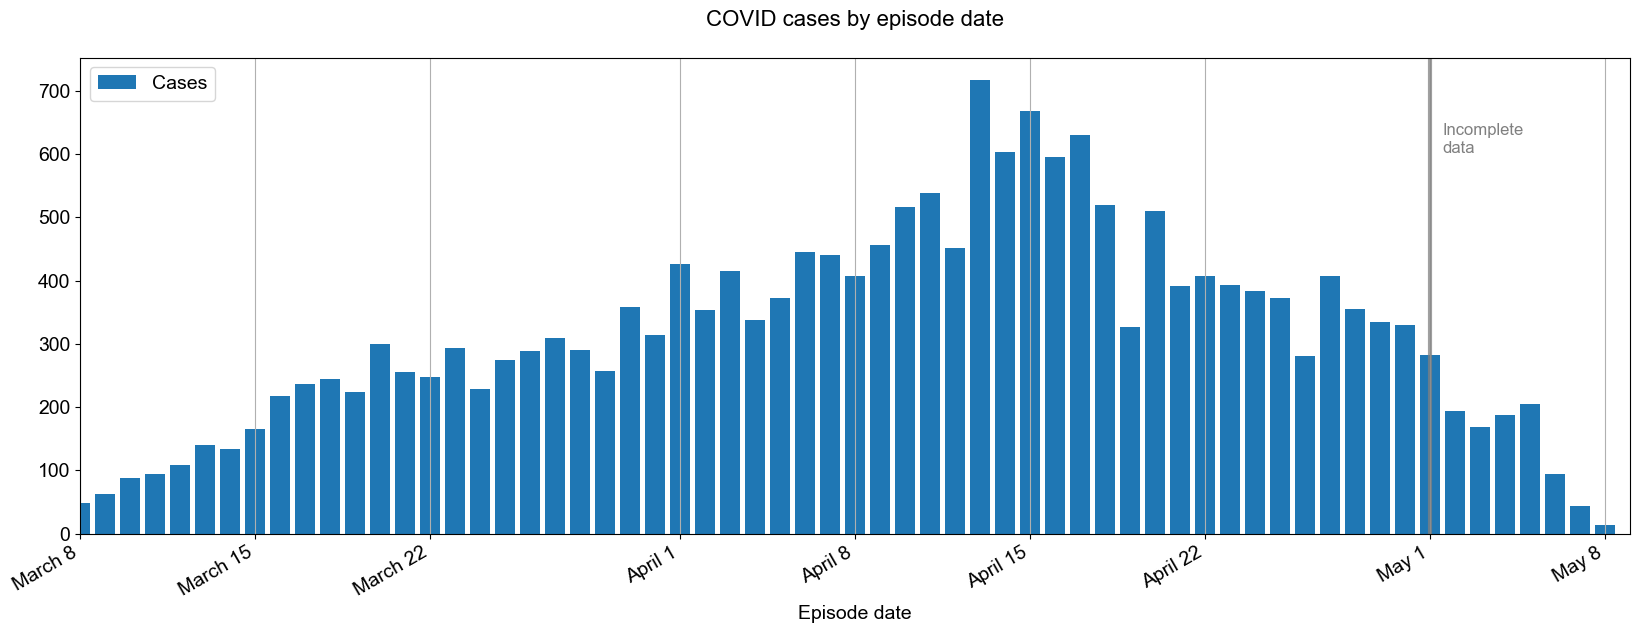 COVID cases by episode date
Cases
700
600
500
400
300
200
100
0
Incomplete
data
March 8
March 15
March 22
April 1
April 8
April 15
April 22
May 1
May 8
Episode date